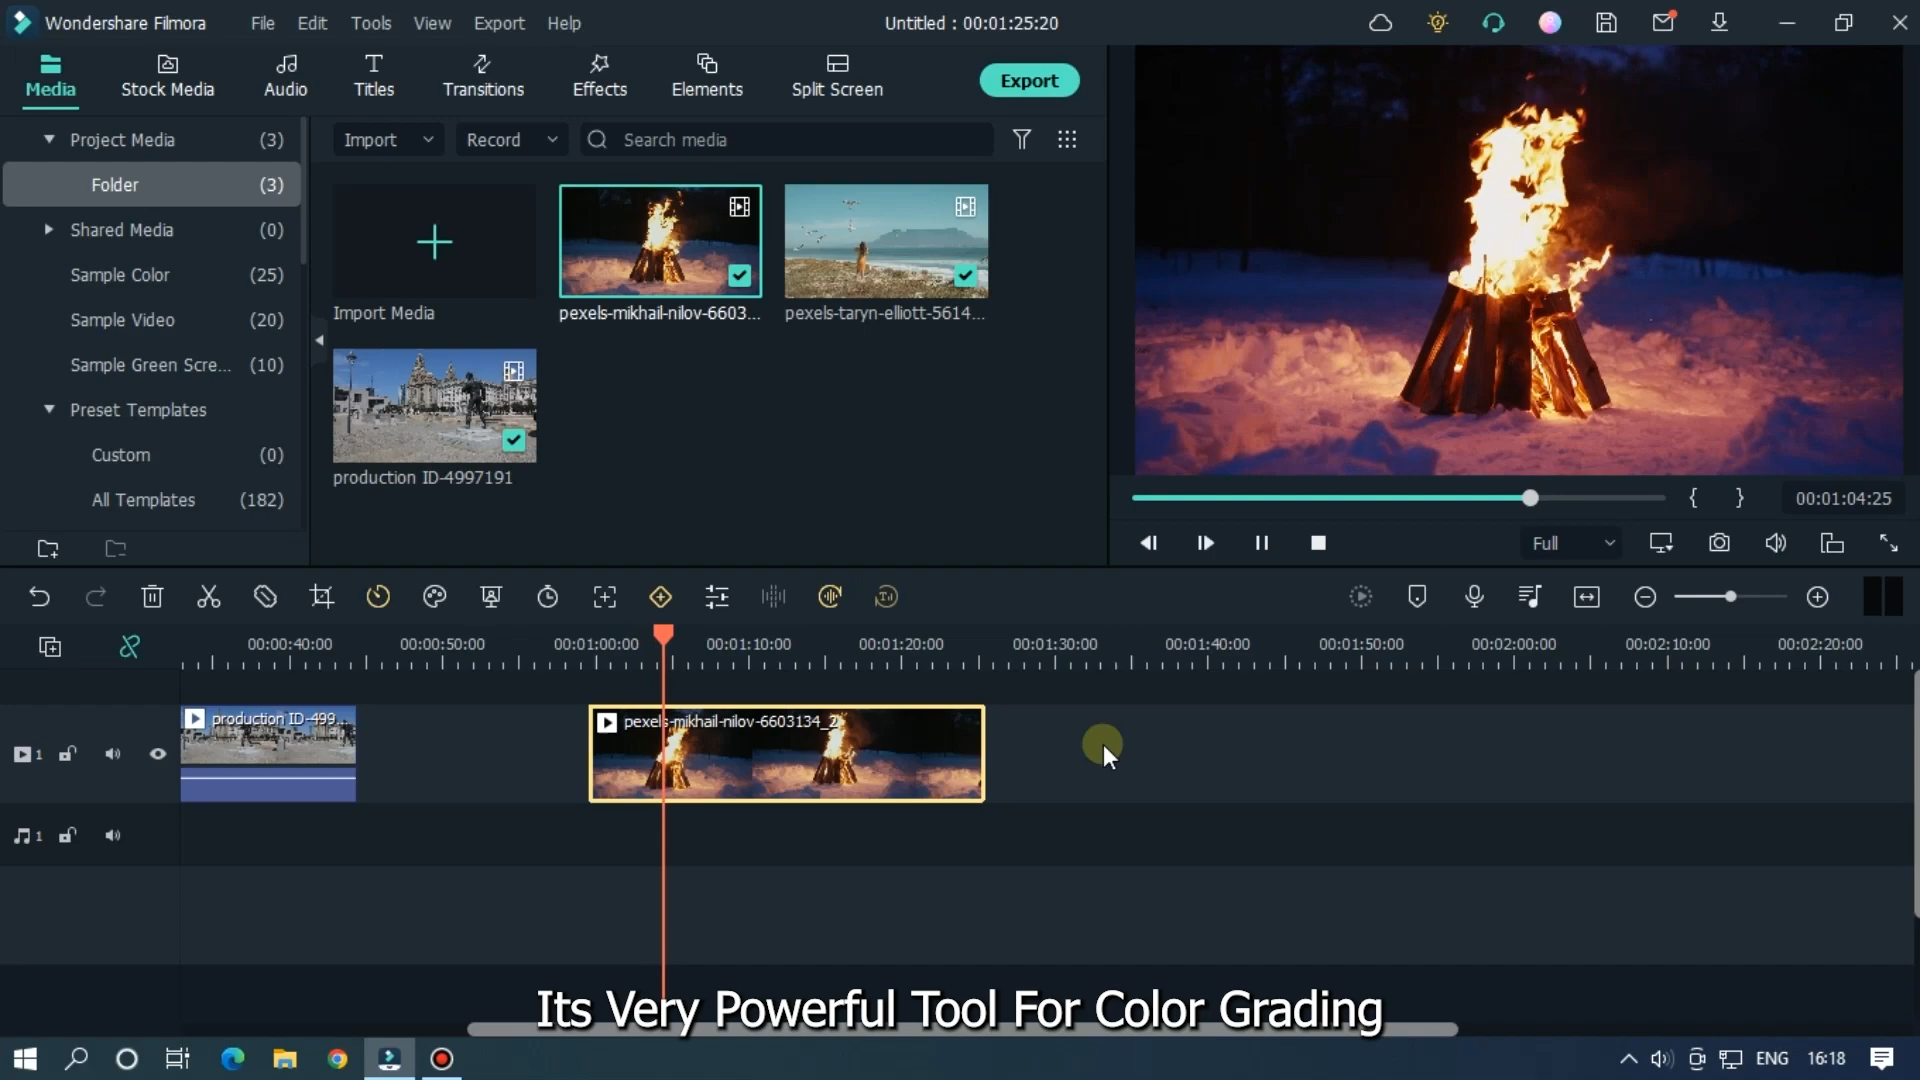 Wondershare Filmora
File Edit Tools View Export Help
Untitled : 00:01:25:20
Media Stock Media Audio Titles Transitions Effects Elements Split Screen
Export
Project Media (3)
Folder (3)
Shared Media (0)
Sample Color (25)
Sample Video (20)
Sample Green Scre... (10)
Preset Templates
Custom (0)
All Templates (182)
Import Record Search media
Import Media
pexels-mikhail-nilov-6603...
pexels-taryn-elliott-5614...
production ID-4997191
{ } 00:01:04:25
Full
00:00:40:00 00:00:50:00 00:01:00:00 00:01:10:00 00:01:20:00 00:01:30:00 00:01:40:00 00:01:50:00 00:02:00:00 00:02:10:00 00:02:20:00
production ID-499...
pexels-mikhail-nilov-6603134_2
1
1
Its Very Powerful Tool For Color Grading
ENG 16:18